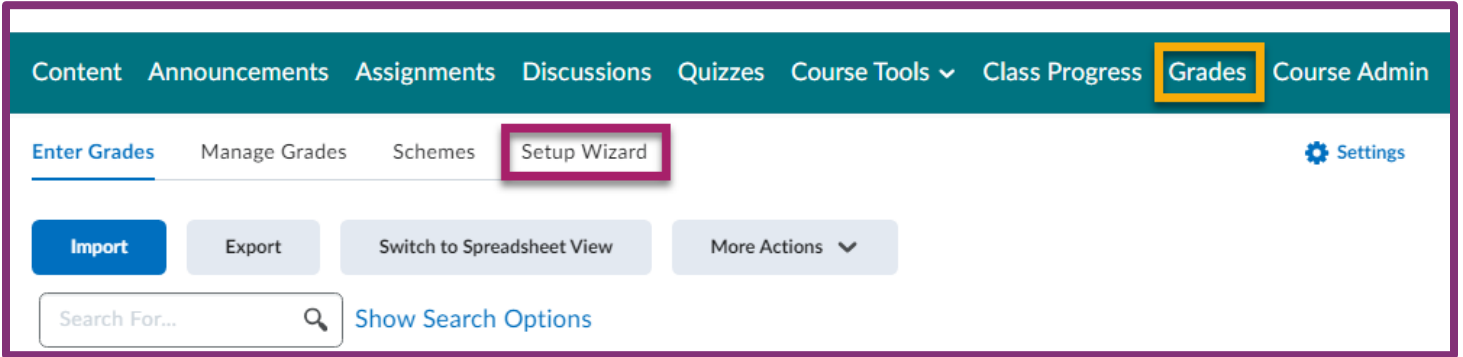 Content Announcements Assignments Discussions Quizzes Course Tools Class Progress Grades Course Admin
Enter Grades Manage Grades Schemes Setup Wizard Settings
Import Export Switch to Spreadsheet View More Actions
Search For... Show Search Options